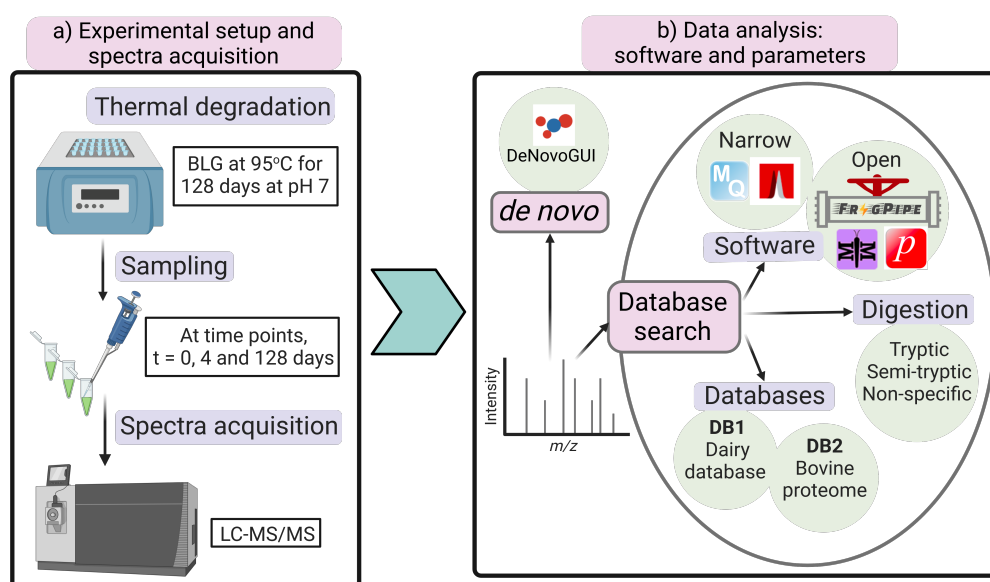 a) Experimental setup and
spectra acquisition
Thermal degradation
BLG at 95°C for
128 days at pH 7
Sampling
At time points,
t = 0, 4 and 128 days
Spectra acquisition
LC-MS/MS
b) Data analysis:
software and parameters
DeNovoGUI
de novo
Narrow
M
Q
Open
FRAGPIPE
MM
p
Software
Database
search
Digestion
Tryptic
Semi-tryptic
Non-specific
Databases
DB1
Dairy
database
DB2
Bovine
proteome
Intensity
m/z